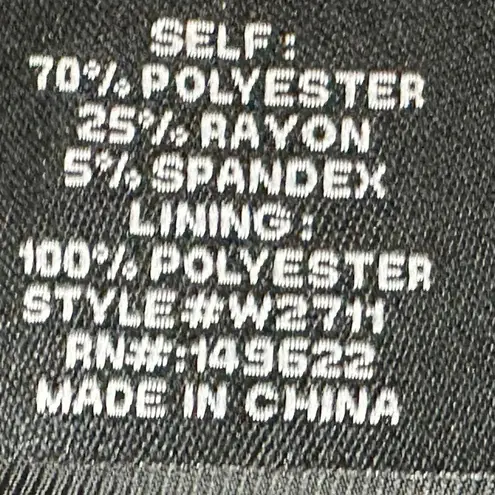 SELF:
70% POLYESTER
25% RAYON
5% SPANDEX
LINING:
100% POLYESTER
STYLE#W2711
RN#:149622
MADE IN CHINA